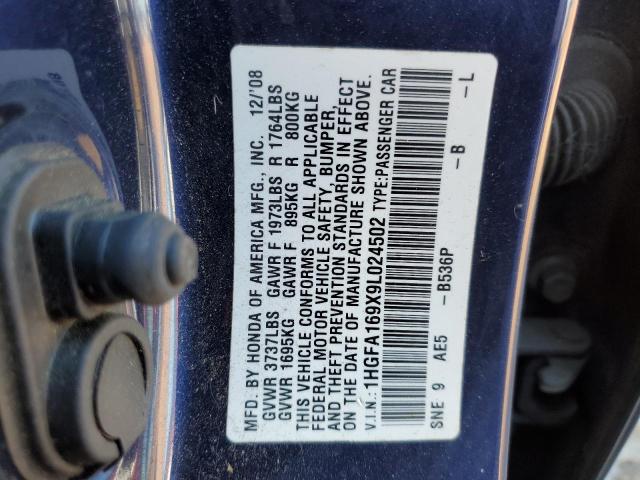 MFD. BY HONDA OF AMERICA MFG., INC. 12/'08
GVWR 3737LBS GAWR F 1973LBS R 1764LBS
GVWR 1695KG GAWR F 895KG R 800KG
THIS VEHICLE CONFORMS TO ALL APPLICABLE
FEDERAL MOTOR VEHICLE SAFETY, BUMPER,
AND THEFT PREVENTION STANDARDS IN EFFECT
ON THE DATE OF MANUFACTURE SHOWN ABOVE.
V.I.N.: 1HGFA169X9L024502 TYPE:PASSENGER CAR
SNE 9 AE5 –B536P –B –L